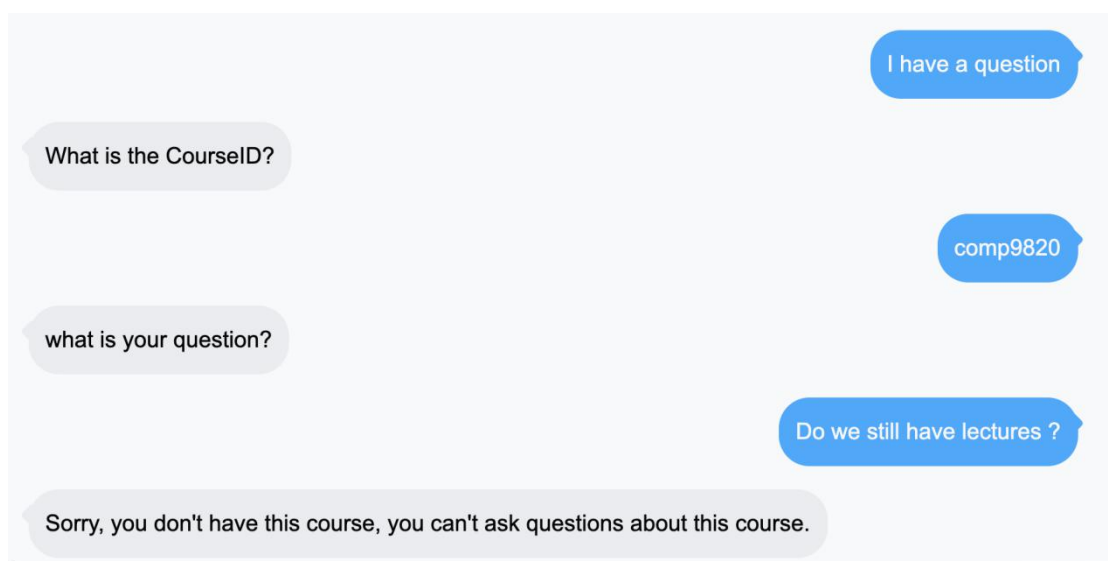 I have a question
What is the CourseID?
comp9820
what is your question?
Do we still have lectures ?
Sorry, you don't have this course, you can't ask questions about this course.